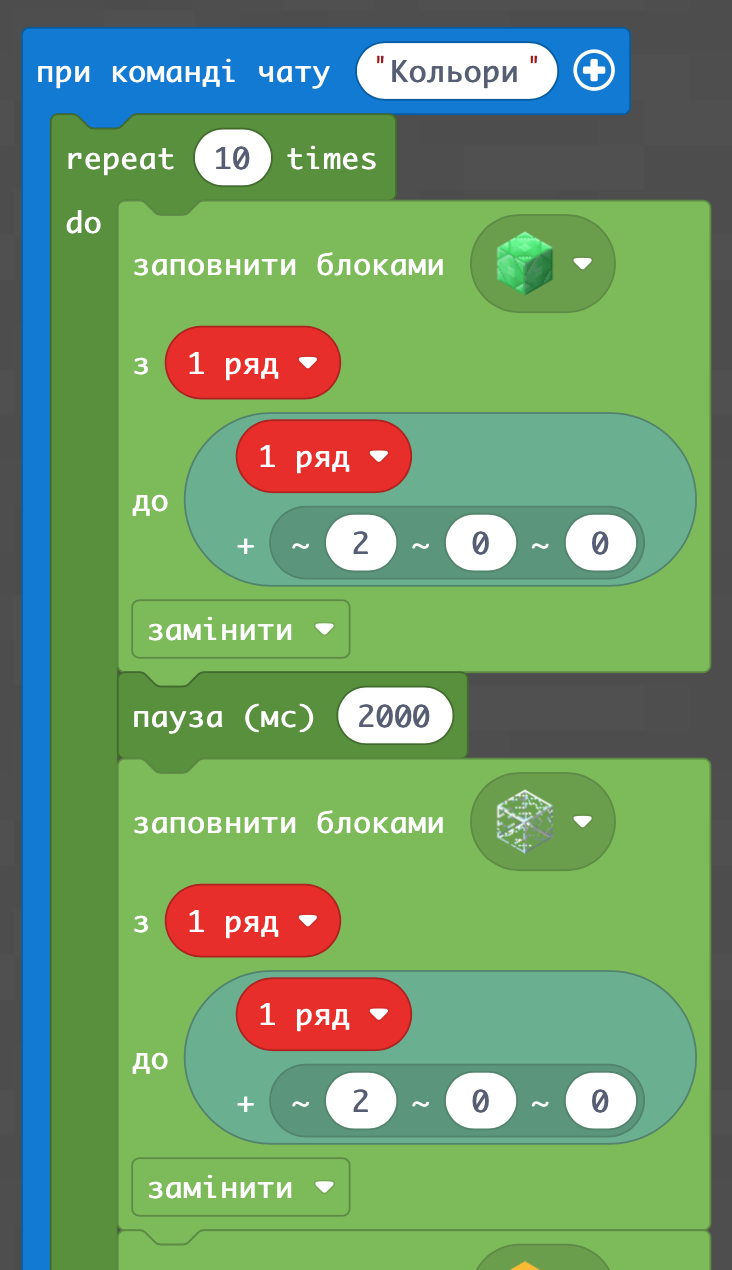 при команді чату "Кольори"
repeat 10 times
do
заповнити блоками
з 1 ряд
1 ряд
до
+ ~ 2 ~ 0 ~ 0
замінити
пауза (мс) 2000
заповнити блоками
з 1 ряд
1 ряд
до
+ ~ 2 ~ 0 ~ 0
замінити